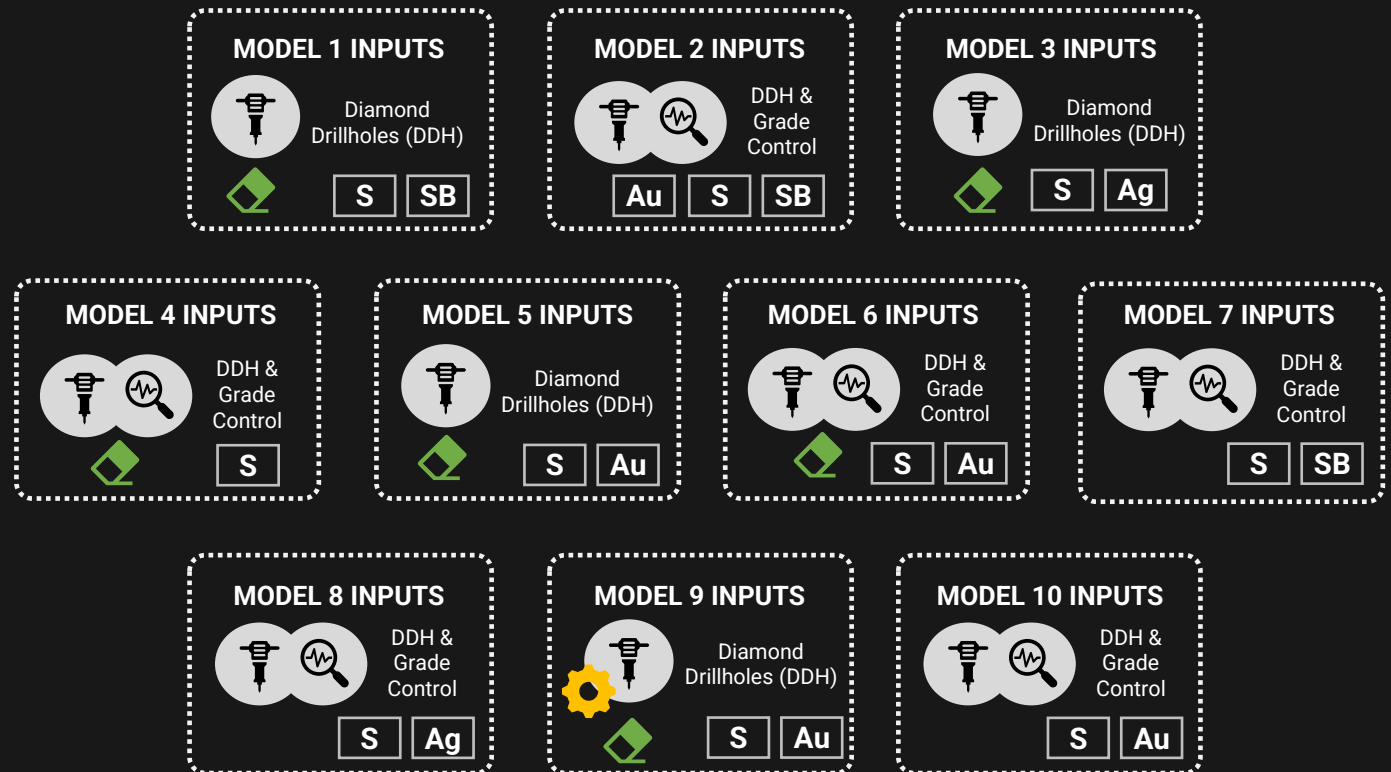 MODEL 1 INPUTS
Diamond
Drillholes (DDH)
S SB
MODEL 2 INPUTS
DDH &
Grade
Control
Au S SB
MODEL 3 INPUTS
Diamond
Drillholes (DDH)
S Ag
MODEL 4 INPUTS
DDH &
Grade
Control
S
MODEL 5 INPUTS
Diamond
Drillholes (DDH)
S Au
MODEL 6 INPUTS
DDH &
Grade
Control
S Au
MODEL 7 INPUTS
DDH &
Grade
Control
S SB
MODEL 8 INPUTS
DDH &
Grade
Control
S Ag
MODEL 9 INPUTS
Diamond
Drillholes (DDH)
S Au
MODEL 10 INPUTS
DDH &
Grade
Control
S Au